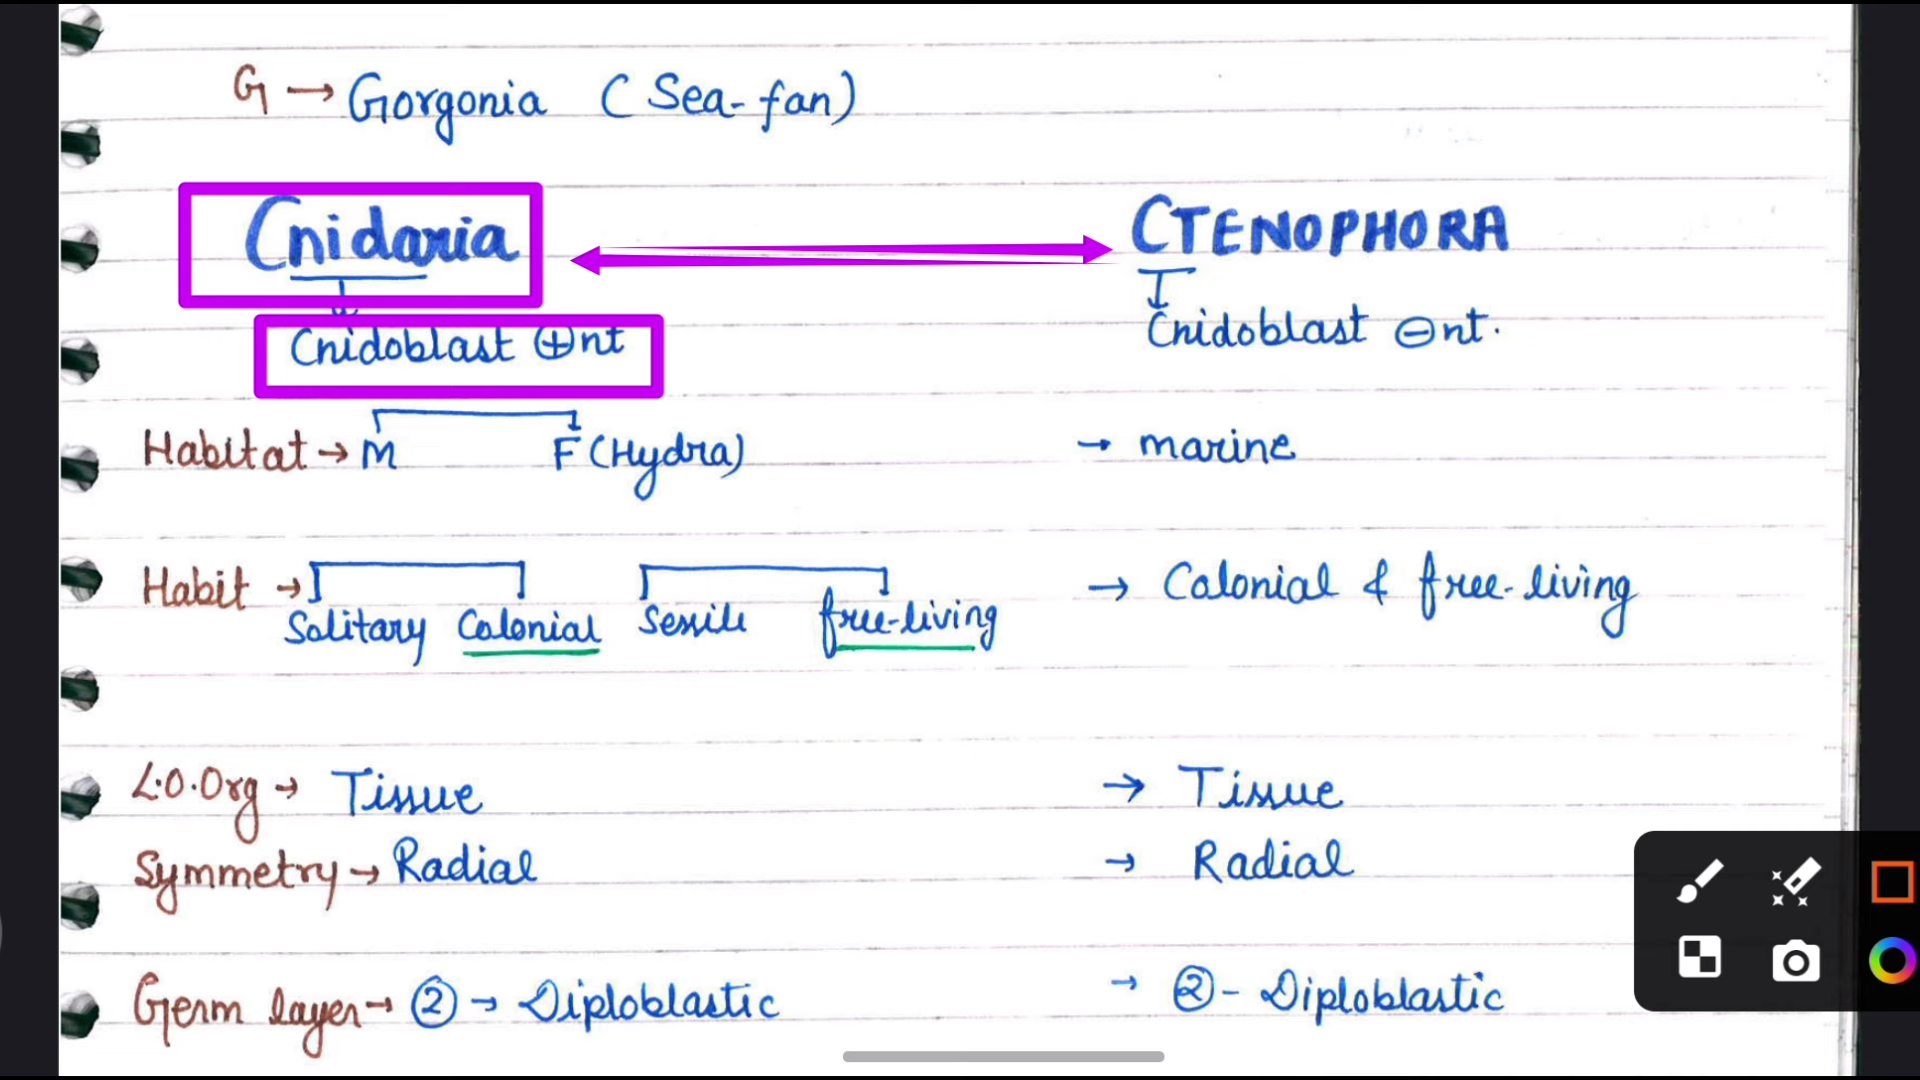 G → Gorgonia (Sea-fan)
Cnidaria CTENOPHORA
Cnidoblast ⊕nt Cnidoblast ⊖nt.
Habitat → M F (Hydra) → marine
Habit → Solitary Colonial Sessile free-living → Colonial & free-living
L.O.Org → Tissue → Tissue
Symmetry → Radial → Radial
Germ layer → ② → Diploblastic → ② - Diploblastic